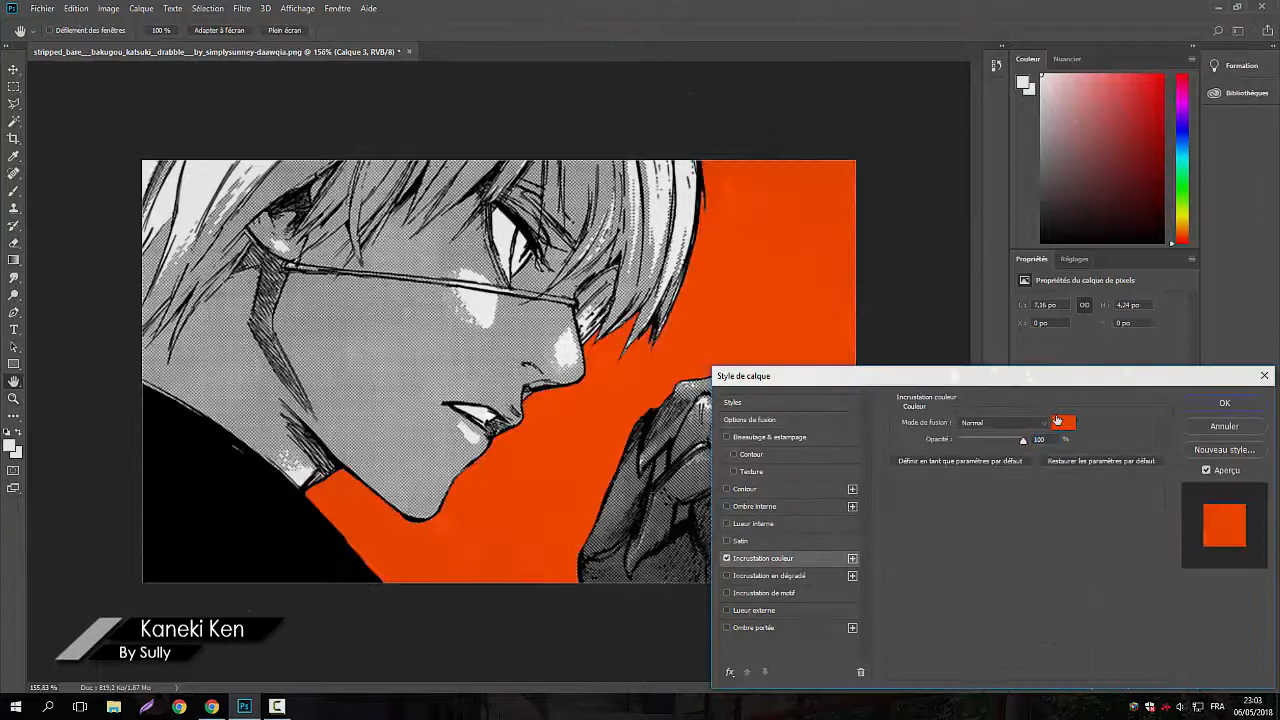 Ps Fichier Edition Image Calque Texte Sélection Filtre 3D Affichage Fenêtre Aide
Défilement des fenêtres 100 % Adapter à l'écran Plein écran
stripped_bare__bakugou_katsuki__drabble__by_simplysunney-daawqia.png @ 156% (Calque 3, RVB/8) * ×
Couleur Nuancier
Formation
Bibliothèques
Propriétés Réglages
Propriétés du calque de pixels
L : 7,16 po H : 4,24 po
X : 0 po Y : 0 po
Style de calque
Styles
Options de fusion
Biseautage & estampage
Contour
Texture
Contour
Ombre interne
Lueur interne
Satin
Incrustation couleur
Incrustation en dégradé
Incrustation de motif
Lueur externe
Ombre portée
fx
Incrustation couleur
Couleur
Mode de fusion : Normal
Opacité : 100 %
Définir en tant que paramètres par défaut Restaurer les paramètres par défaut
OK
Annuler
Nouveau style...
Aperçu
Kaneki Ken
By Sully
155,83 % Doc : 819,2 Ko/1,87 Mo
Ps
FRA
23:03
06/05/2018